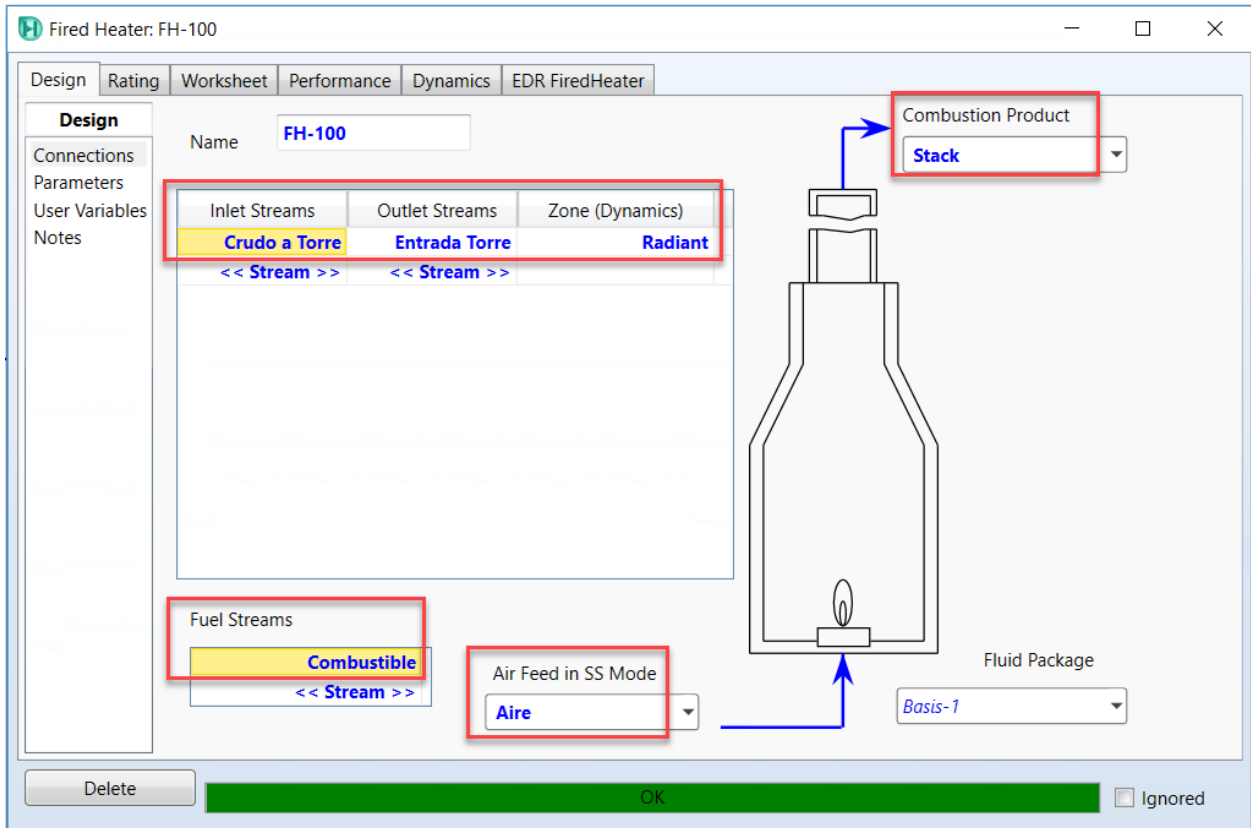 Fired Heater: FH-100
Design Rating Worksheet Performance Dynamics EDR FiredHeater
Design
Connections
Parameters
User Variables
Notes
Name FH-100
Inlet Streams Outlet Streams Zone (Dynamics)
Crudo a Torre Entrada Torre Radiant
<< Stream >> << Stream >>
Combustion Product
Stack
Fuel Streams
Combustible
<< Stream >>
Air Feed in SS Mode
Aire
Fluid Package
Basis-1
Delete OK Ignored